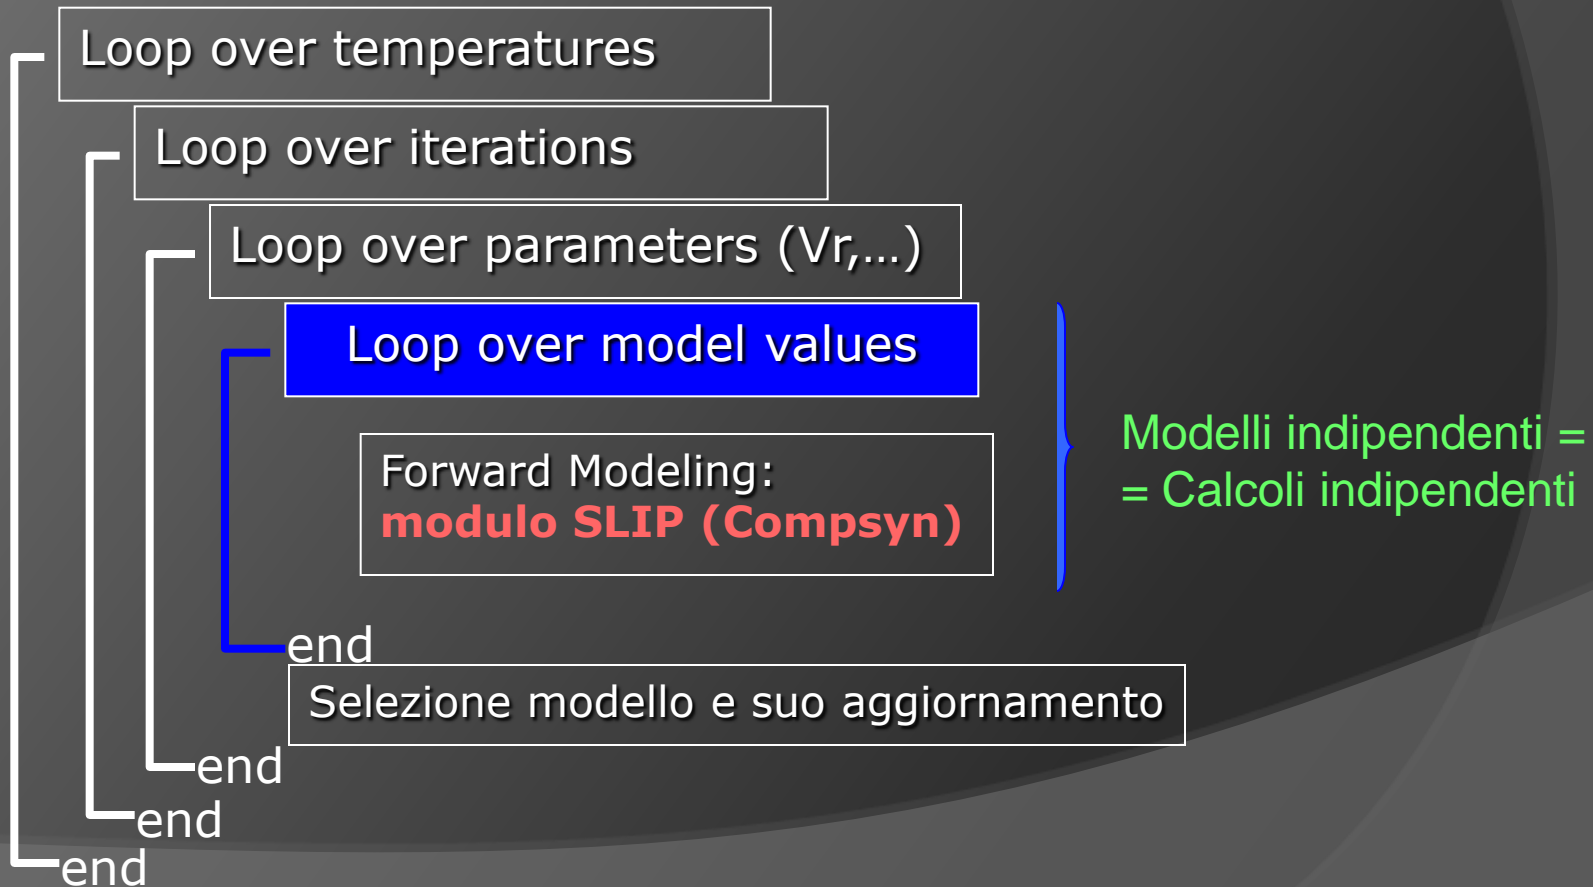 Loop over temperatures
Loop over iterations
Loop over parameters (Vr,...)
Loop over model values
Forward Modeling:
modulo SLIP (Compsyn)
Modelli indipendenti =
= Calcoli indipendenti
end
Selezione modello e suo aggiornamento
end
end
end